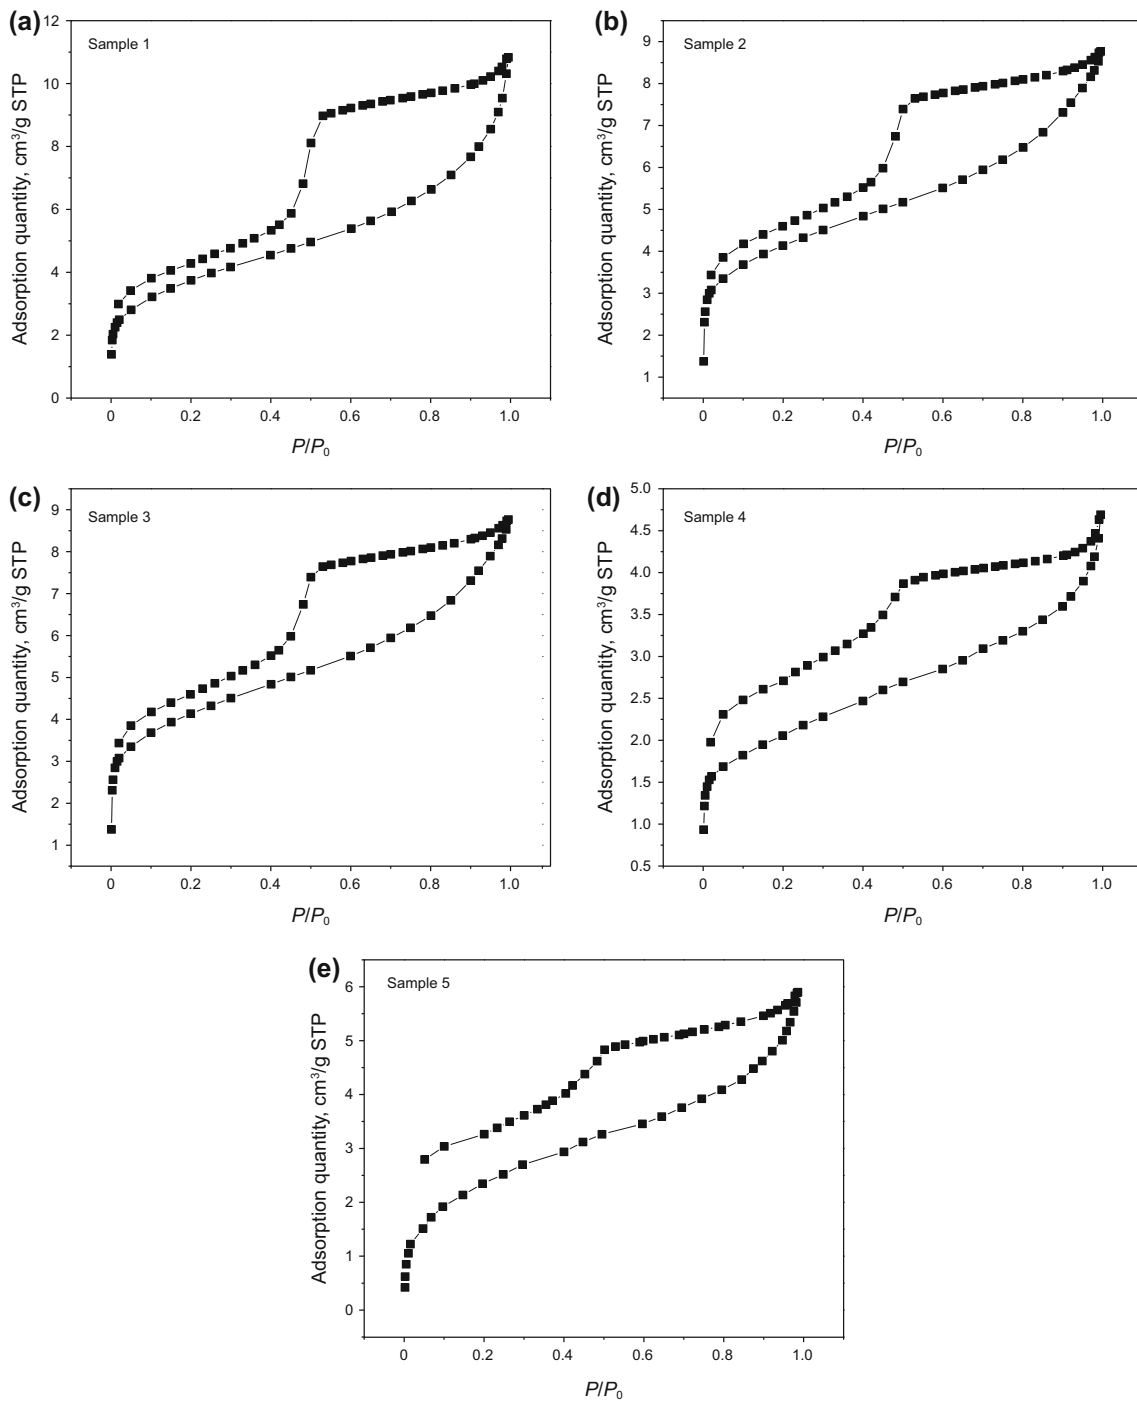 (a)
Sample 1
Adsorption quantity, cm³/g STP
12
10
8
6
4
2
0
0 0.2 0.4 0.6 0.8 1.0
P/P₀
(b)
Sample 2
Adsorption quantity, cm³/g STP
9
8
7
6
5
4
3
2
1
0 0.2 0.4 0.6 0.8 1.0
P/P₀
(c)
Sample 3
Adsorption quantity, cm³/g STP
9
8
7
6
5
4
3
2
1
0 0.2 0.4 0.6 0.8 1.0
P/P₀
(d)
Sample 4
Adsorption quantity, cm³/g STP
5.0
4.5
4.0
3.5
3.0
2.5
2.0
1.5
1.0
0.5
0 0.2 0.4 0.6 0.8 1.0
P/P₀
(e)
Sample 5
Adsorption quantity, cm³/g STP
6
5
4
3
2
1
0
0 0.2 0.4 0.6 0.8 1.0
P/P₀